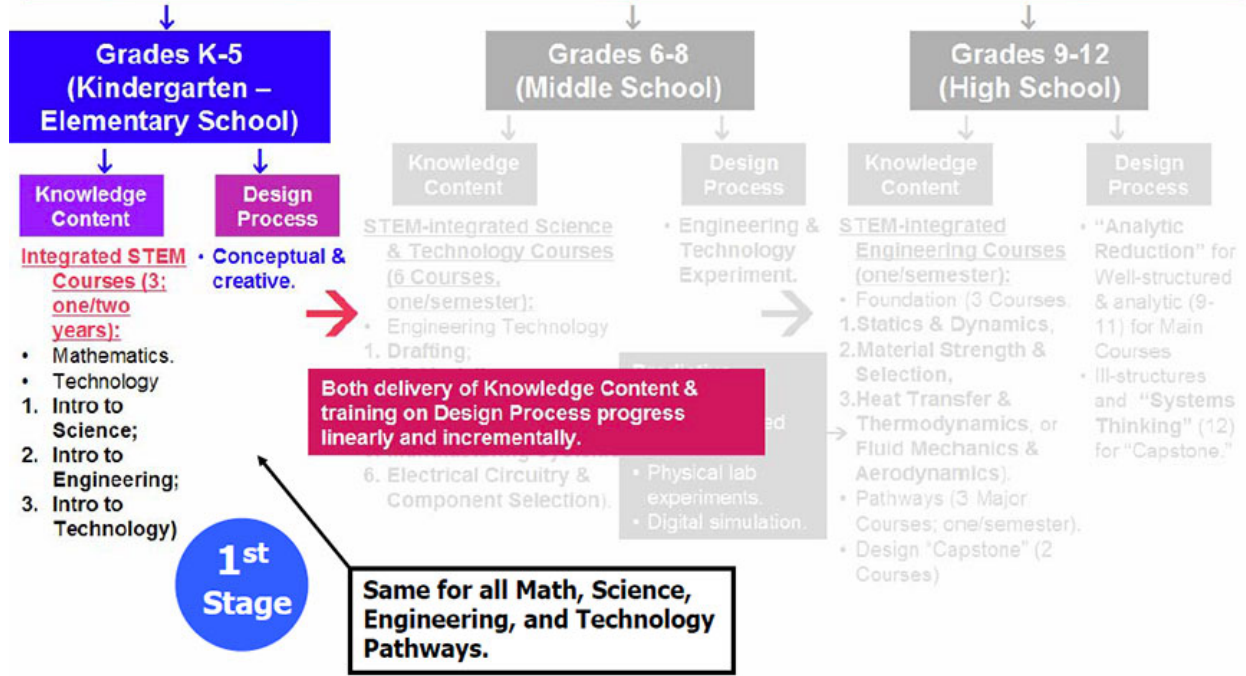 Grades K-5
(Kindergarten –
Elementary School)
Knowledge
Content
Design
Process
Integrated STEM
Courses (3;
one/two
years):
• Mathematics.
• Technology
1. Intro to
Science;
2. Intro to
Engineering;
3. Intro to
Technology)
• Conceptual &
creative.
1st
Stage
Grades 6-8
(Middle School)
Knowledge
Content
Design
Process
STEM-integrated Science
& Technology Courses
(6 Courses,
one/semester):
• Engineering Technology
1. Drafting;
6. Electrical Circuitry &
Component Selection).
• Engineering &
Technology
Experiment.
• Physical lab
experiments.
• Digital simulation.
Both delivery of Knowledge Content &
training on Design Process progress
linearly and incrementally.
Same for all Math, Science,
Engineering, and Technology
Pathways.
Grades 9-12
(High School)
Knowledge
Content
Design
Process
STEM-integrated
Engineering Courses
(one/semester):
• Foundation (3 Courses.
1.Statics & Dynamics,
2.Material Strength &
Selection,
3.Heat Transfer &
Thermodynamics, or
Fluid Mechanics &
Aerodynamics).
• Pathways (3 Major
Courses; one/semester).
• Design “Capstone” (2
Courses)
• “Analytic
Reduction” for
Well-structured
& analytic (9-
11) for Main
Courses
• Ill-structures
and “Systems
Thinking” (12)
for “Capstone.”